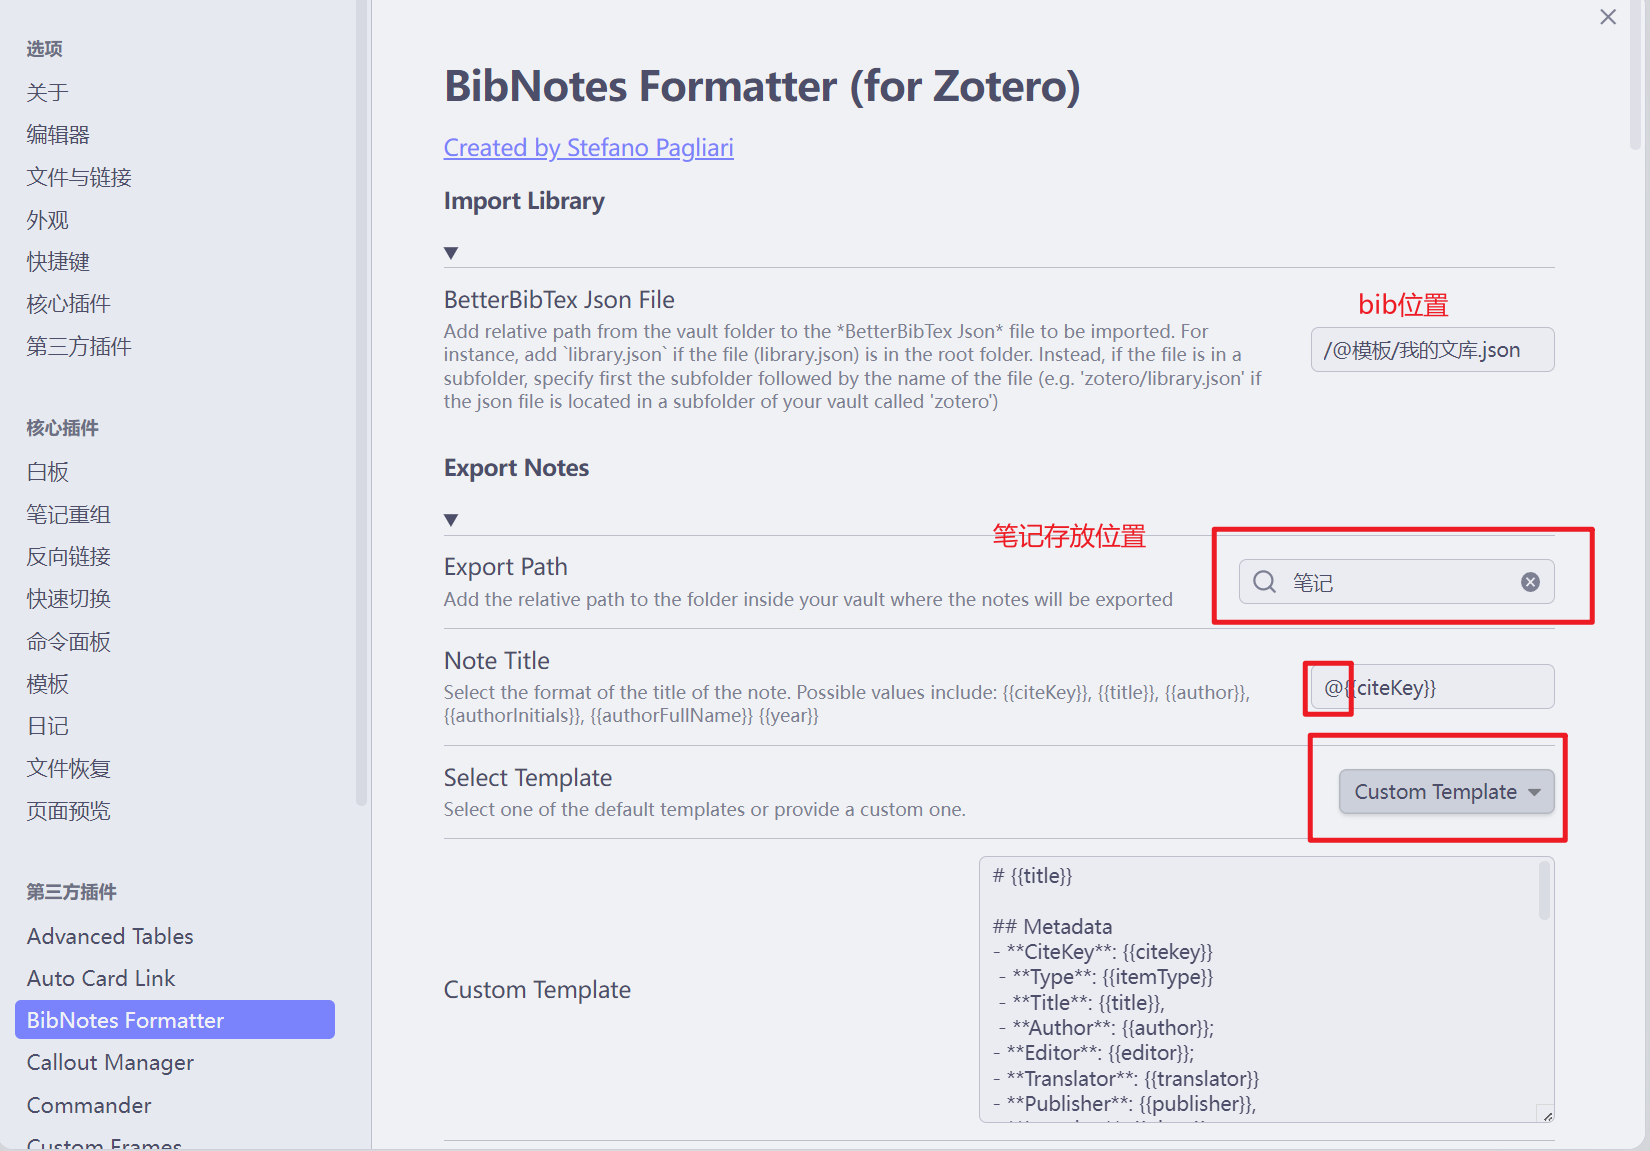 选项
关于
编辑器
文件与链接
外观
快捷键
核心插件
第三方插件
核心插件
白板
笔记重组
反向链接
快速切换
命令面板
模板
日记
文件恢复
页面预览
第三方插件
Advanced Tables
Auto Card Link
BibNotes Formatter
Callout Manager
Commander
Custom Frames
BibNotes Formatter (for Zotero)
Created by Stefano Pagliari
Import Library
BetterBibTex Json File
Add relative path from the vault folder to the *BetterBibTex Json* file to be imported. For
instance, add `library.json` if the file (library.json) is in the root folder. Instead, if the file is in a
subfolder, specify first the subfolder followed by the name of the file (e.g. 'zotero/library.json' if
the json file is located in a subfolder of your vault called 'zotero')
bib位置
/@模板/我的文库.json
Export Notes
笔记存放位置
Export Path
Add the relative path to the folder inside your vault where the notes will be exported
笔记
Note Title
Select the format of the title of the note. Possible values include: {{citeKey}}, {{title}}, {{author}},
{{authorInitials}}, {{authorFullName}} {{year}}
@{{citeKey}}
Select Template
Select one of the default templates or provide a custom one.
Custom Template
Custom Template
# {{title}}
## Metadata
- **CiteKey**: {{citekey}}
- **Type**: {{itemType}}
- **Title**: {{title}},
- **Author**: {{author}};
- **Editor**: {{editor}};
- **Translator**: {{translator}}
- **Publisher**: {{publisher}},